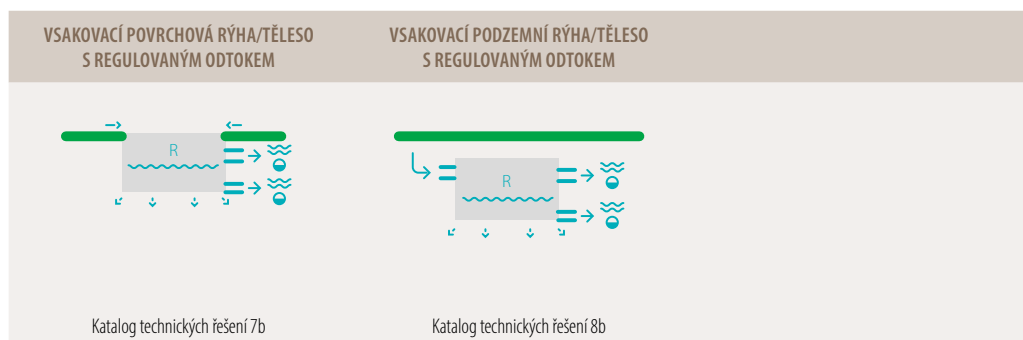 VSAKOVACÍ POVRCHOVÁ RÝHA/TĚLESO
S REGULOVANÝM ODTOKEM
VSAKOVACÍ PODZEMNÍ RÝHA/TĚLESO
S REGULOVANÝM ODTOKEM
R
R
Katalog technických řešení 7b
Katalog technických řešení 8b